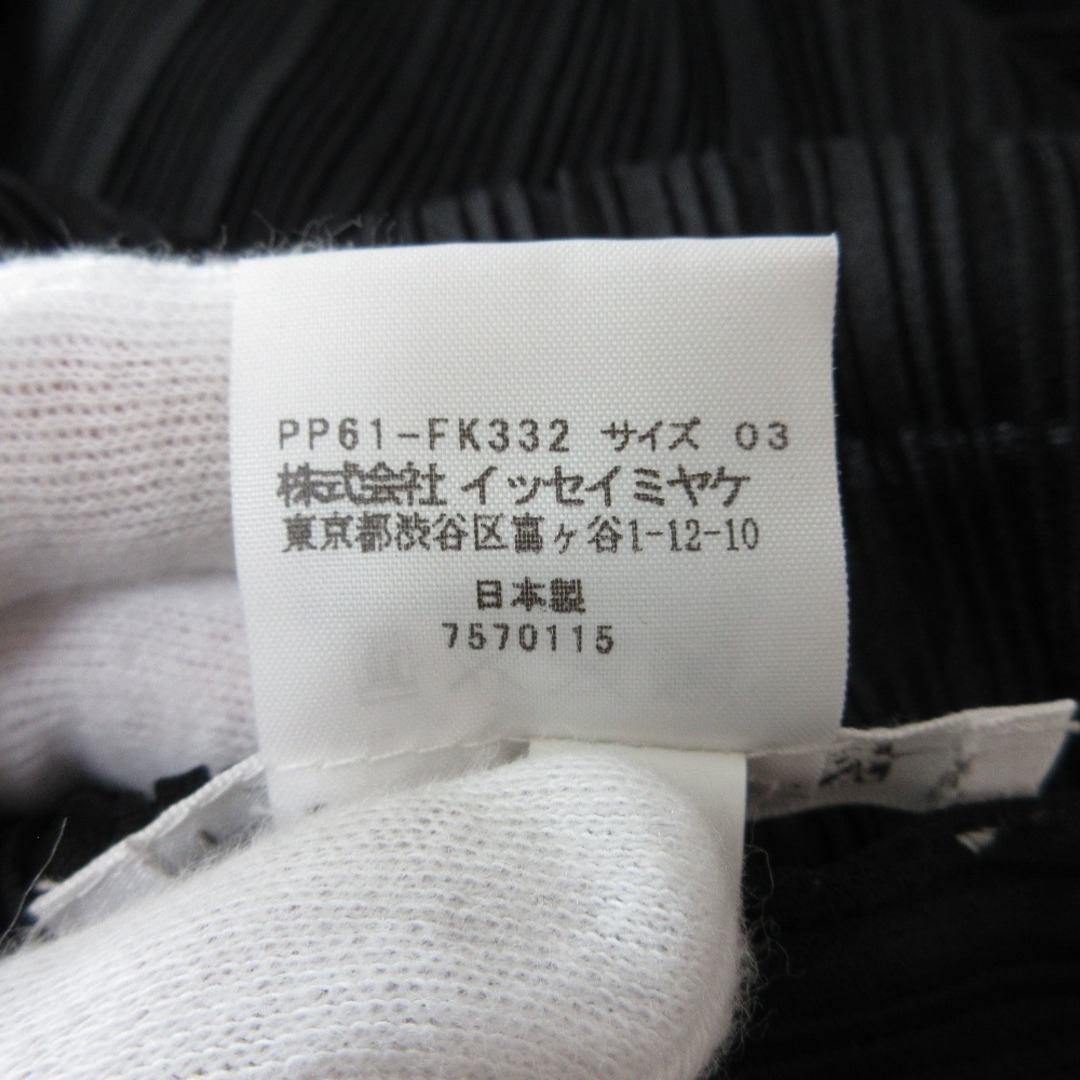 PP61-FK332 サイズ 03
株式会社 イッセイミヤケ
東京都渋谷区富ヶ谷1-12-10
日本製
7570115